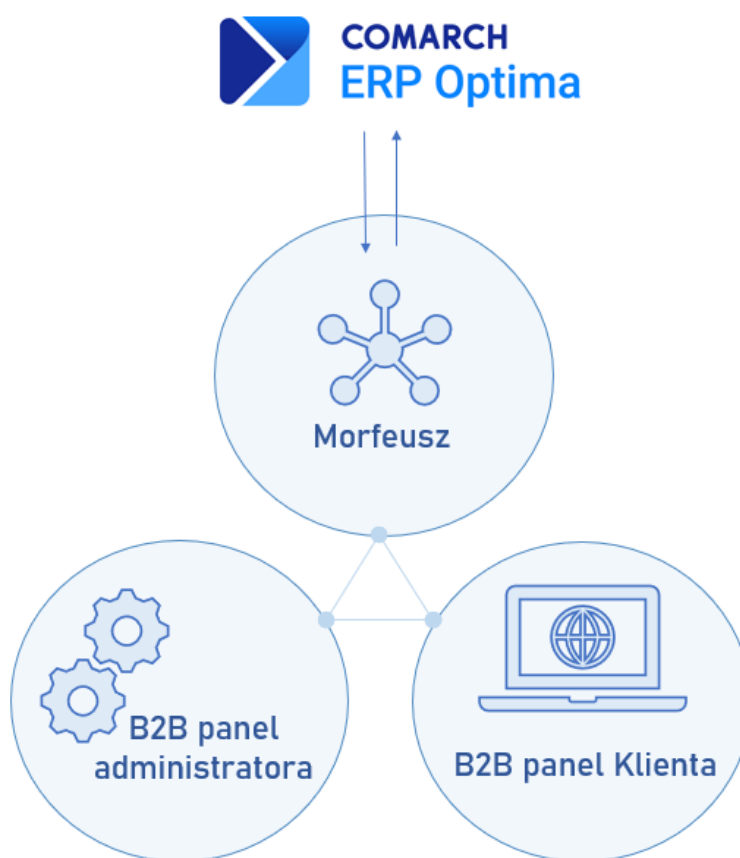 COMARCH
ERP Optima
Morfeusz
B2B panel
administratora
B2B panel Klienta